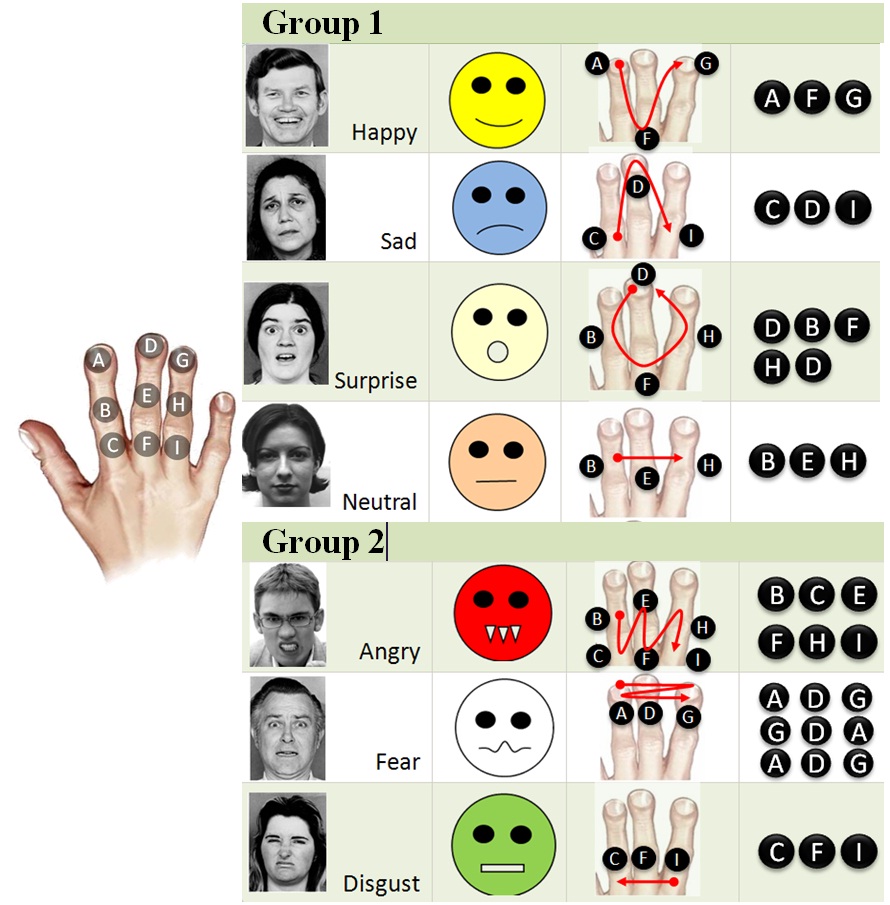 Group 1
A G
F
Happy
A F G
D
C I
Sad
C D I
D
B H
F
Surprise
D B F
H D
A D G
B E H
C F I
B E H
Neutral
B E H
Group 2
E
B H
C F I
Angry
B C E
F H I
A D G
Fear
A D G
G D A
A D G
C F I
Disgust
C F I